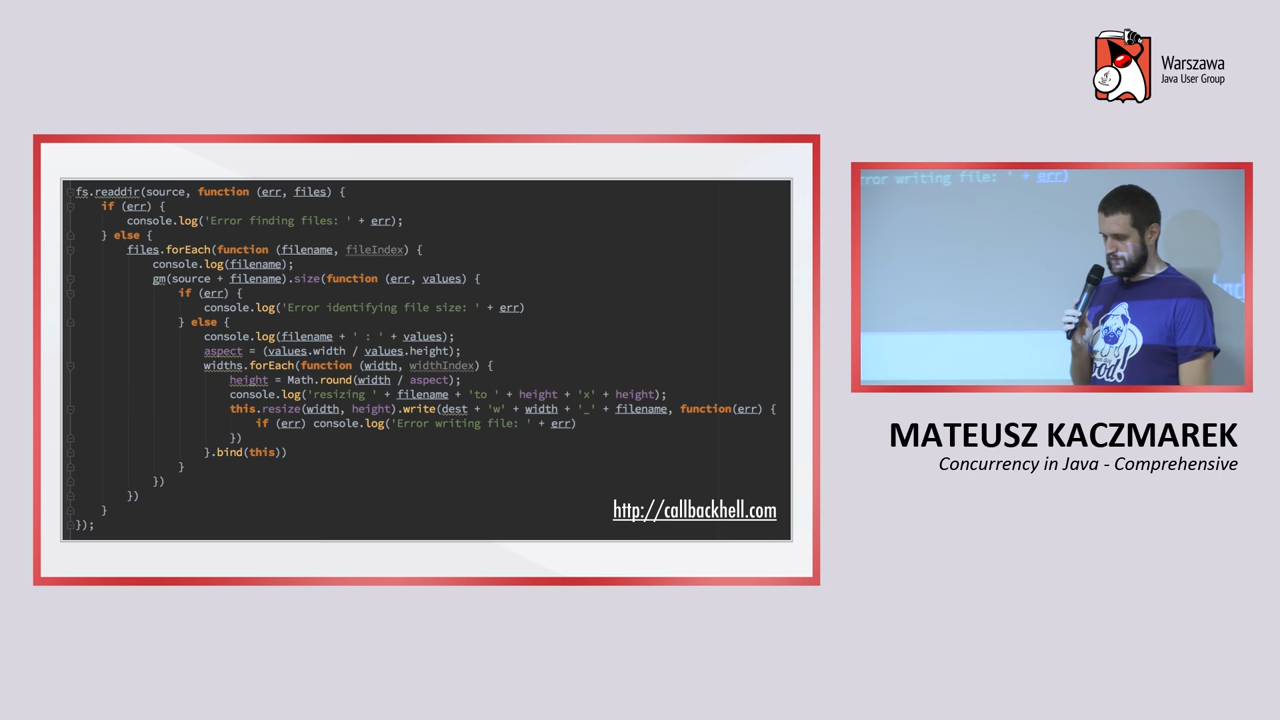 Warszawa
Java User Group
fs.readdir(source, function (err, files) {
if (err) {
console.log('Error finding files: ' + err);
} else {
files.forEach(function (filename, fileIndex) {
console.log(filename);
gm(source + filename).size(function (err, values) {
if (err) {
console.log('Error identifying file size: ' + err)
} else {
console.log(filename + ' : ' + values);
aspect = (values.width / values.height);
widths.forEach(function (width, widthIndex) {
height = Math.round(width / aspect);
console.log('resizing ' + filename + 'to ' + height + 'x' + height);
this.resize(width, height).write(dest + 'w' + width + '_' + filename, function(err) {
if (err) console.log('Error writing file: ' + err)
})
}.bind(this))
}
})
})
}
});
http://callbackhell.com
rror writing file: ' + err)
MATEUSZ KACZMAREK
Concurrency in Java - Comprehensive